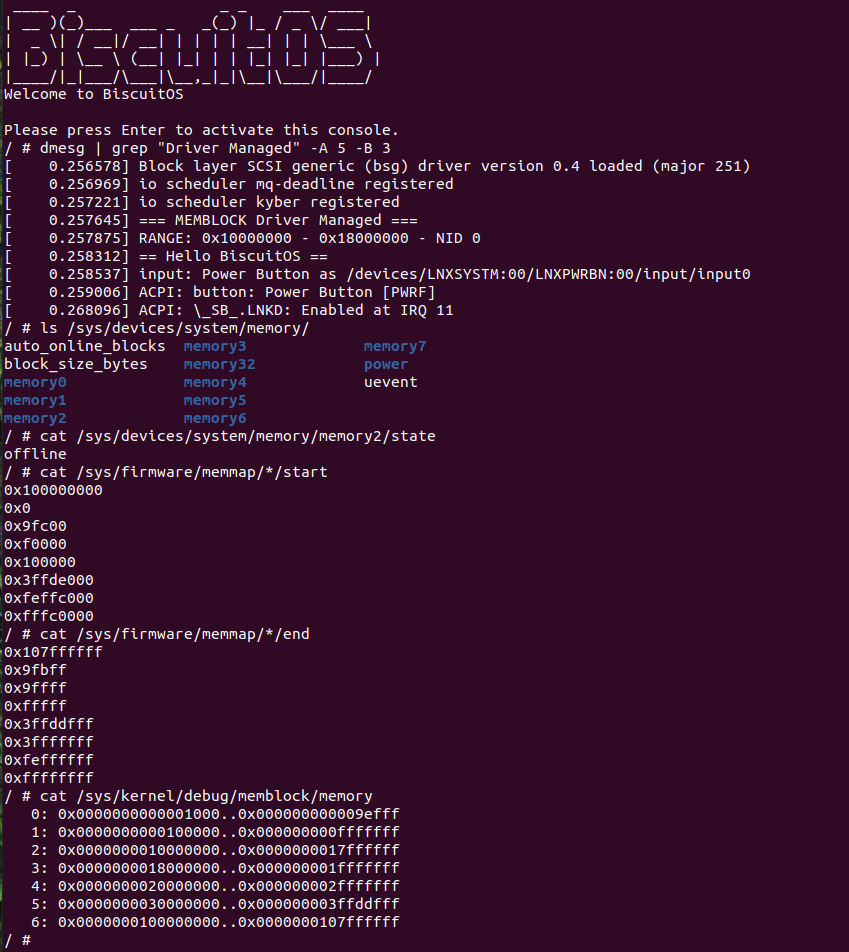 ____  _                _ _    ___  ____
| __ )(_)___  ___ _   _(_) |_ / _ \/ ___|
|  _ \| / __|/ __| | | | | __| | | \___ \
| |_) | \__ \ (__| |_| | | |_| |_| |___) |
|____/|_|___/\___|\__,_|_|\__|\___/|____/
Welcome to BiscuitOS

Please press Enter to activate this console.
/ # dmesg | grep "Driver Managed" -A 5 -B 3
[    0.256578] Block layer SCSI generic (bsg) driver version 0.4 loaded (major 251)
[    0.256969] io scheduler mq-deadline registered
[    0.257221] io scheduler kyber registered
[    0.257645] === MEMBLOCK Driver Managed ===
[    0.257875] RANGE: 0x10000000 - 0x18000000 - NID 0
[    0.258312] == Hello BiscuitOS ==
[    0.258537] input: Power Button as /devices/LNXSYSTM:00/LNXPWRBN:00/input/input0
[    0.259006] ACPI: button: Power Button [PWRF]
[    0.268096] ACPI: \_SB_.LNKD: Enabled at IRQ 11
/ # ls /sys/devices/system/memory/
auto_online_blocks  memory3             memory7
block_size_bytes    memory32            power
memory0             memory4             uevent
memory1             memory5
memory2             memory6
/ # cat /sys/devices/system/memory/memory2/state
offline
/ # cat /sys/firmware/memmap/*/start
0x100000000
0x0
0x9fc00
0xf0000
0x100000
0x3ffde000
0xfeffc000
0xfffc0000
/ # cat /sys/firmware/memmap/*/end
0x107ffffff
0x9fbff
0x9ffff
0xfffff
0x3ffddfff
0x3fffffff
0xfeffffff
0xffffffff
/ # cat /sys/kernel/debug/memblock/memory
   0: 0x0000000000001000..0x000000000009efff
   1: 0x0000000000100000..0x000000000fffffff
   2: 0x0000000010000000..0x0000000017ffffff
   3: 0x0000000018000000..0x000000001fffffff
   4: 0x0000000020000000..0x000000002fffffff
   5: 0x0000000030000000..0x000000003ffddfff
   6: 0x0000000100000000..0x0000000107ffffff
/ #